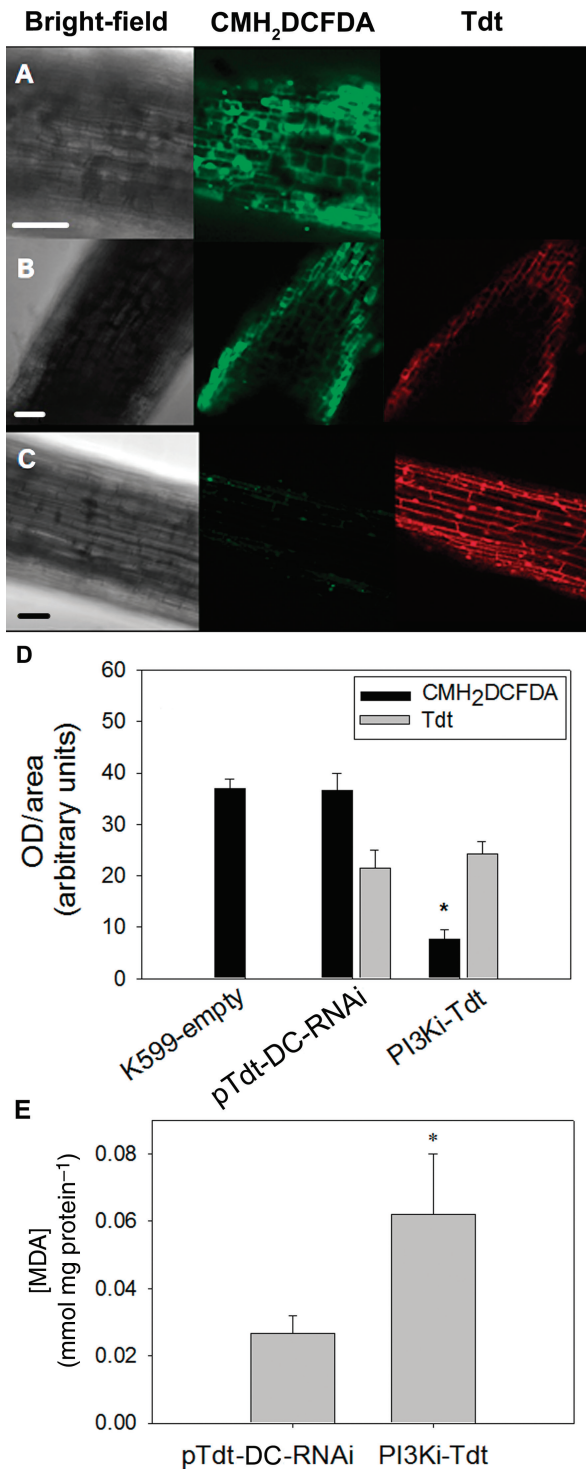 Bright-field CMH₂DCFDA Tdt
A
B
C
D
60
50
40
30
20
10
0
OD/area
(arbitrary units)
CMH₂DCFDA
Tdt
*
K599-empty
pTdt-DC-RNAi
PI3Ki-Tdt
E
0.08
0.06
0.04
0.02
0.00
[MDA]
(mmol mg protein⁻¹)
*
pTdt-DC-RNAi PI3Ki-Tdt